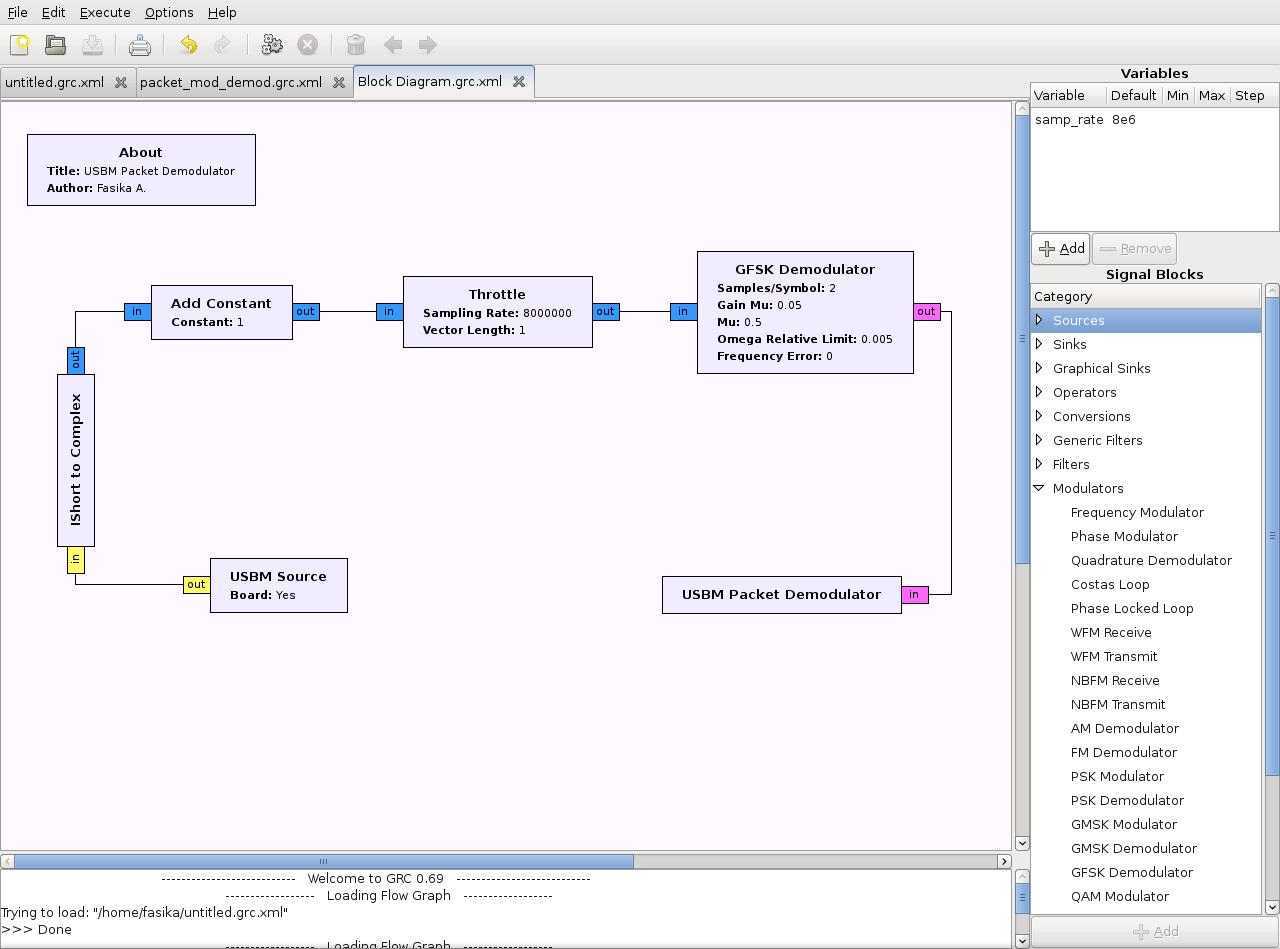 File Edit Execute Options Help
untitled.grc.xml packet_mod_demod.grc.xml Block Diagram.grc.xml
About
Title: USBM Packet Demodulator
Author: Fasika A.
in
Add Constant
Constant: 1
out
in
Throttle
Sampling Rate: 8000000
Vector Length: 1
out
in
GFSK Demodulator
Samples/Symbol: 2
Gain Mu: 0.05
Mu: 0.5
Omega Relative Limit: 0.005
Frequency Error: 0
out
out
IShort to Complex
in
out
USBM Source
Board: Yes
USBM Packet Demodulator
in
-------------------------- Welcome to GRC 0.69 --------------------------
----------------- Loading Flow Graph -----------------
Trying to load: "/home/fasika/untitled.grc.xml"
>>> Done
----------------- Loading Flow Graph -----------------
Variables
Variable Default Min Max Step
samp_rate 8e6
Add Remove
Signal Blocks
Category
Sources
Sinks
Graphical Sinks
Operators
Conversions
Generic Filters
Filters
Modulators
Frequency Modulator
Phase Modulator
Quadrature Demodulator
Costas Loop
Phase Locked Loop
WFM Receive
WFM Transmit
NBFM Receive
NBFM Transmit
AM Demodulator
FM Demodulator
PSK Modulator
PSK Demodulator
GMSK Modulator
GMSK Demodulator
GFSK Demodulator
QAM Modulator
Add